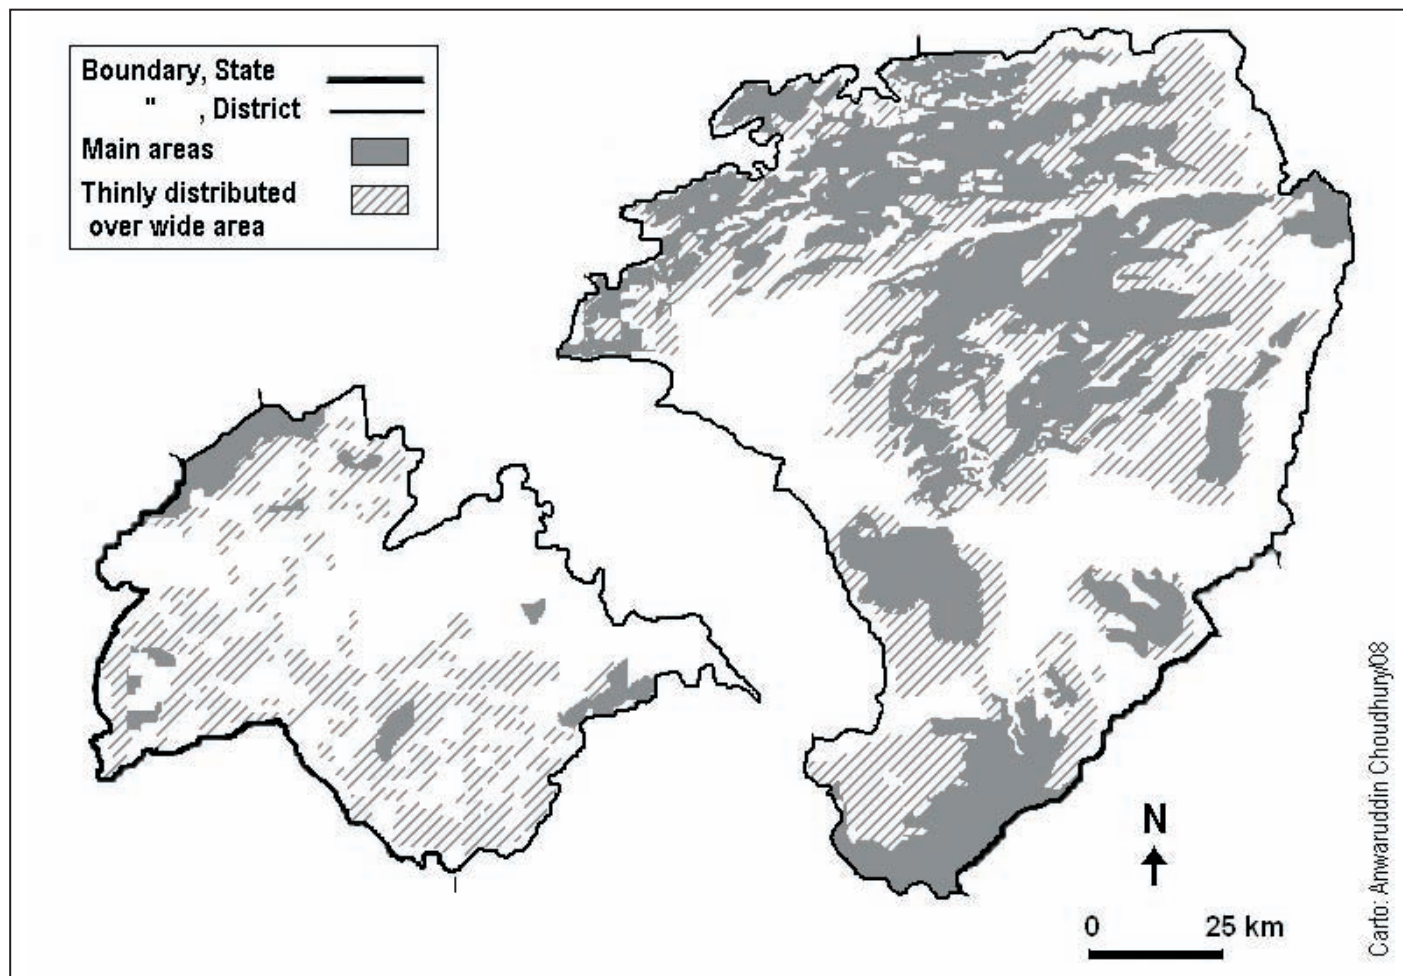 Boundary, State
" , District
Main areas
Thinly distributed
over wide area
N
0 25 km
Carto: Anwaruddin Choudhury/08